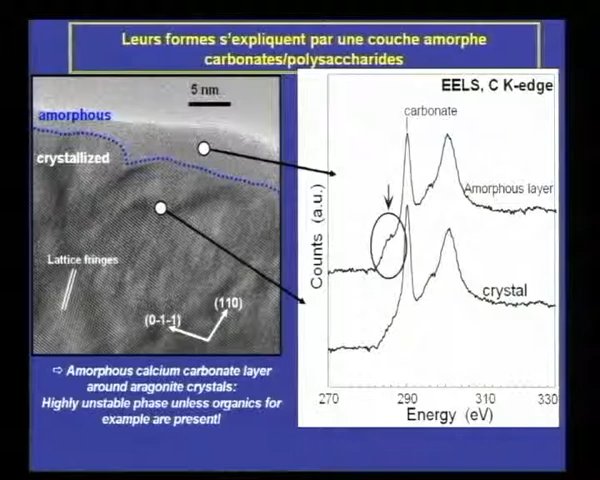 Leurs formes s'expliquent par une couche amorphe
carbonates/polysaccharides
5 nm
amorphous
crystallized
Lattice fringes
(0-1-1)
(110)
⇨ Amorphous calcium carbonate layer
around aragonite crystals:
Highly unstable phase unless organics for
example are present!
EELS, C K-edge
carbonate
Amorphous layer
crystal
Counts (a.u.)
270 290 310 330
Energy (eV)